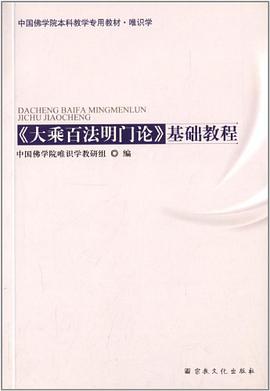 中国佛学院本科教学专用教材·唯识学
DACHENG BAIFA MINGMENLUN
JICHU JIAOCHENG
《大乘百法明门论》基础教程
中国佛学院唯识学教研组 ◎ 编
宗教文化出版社